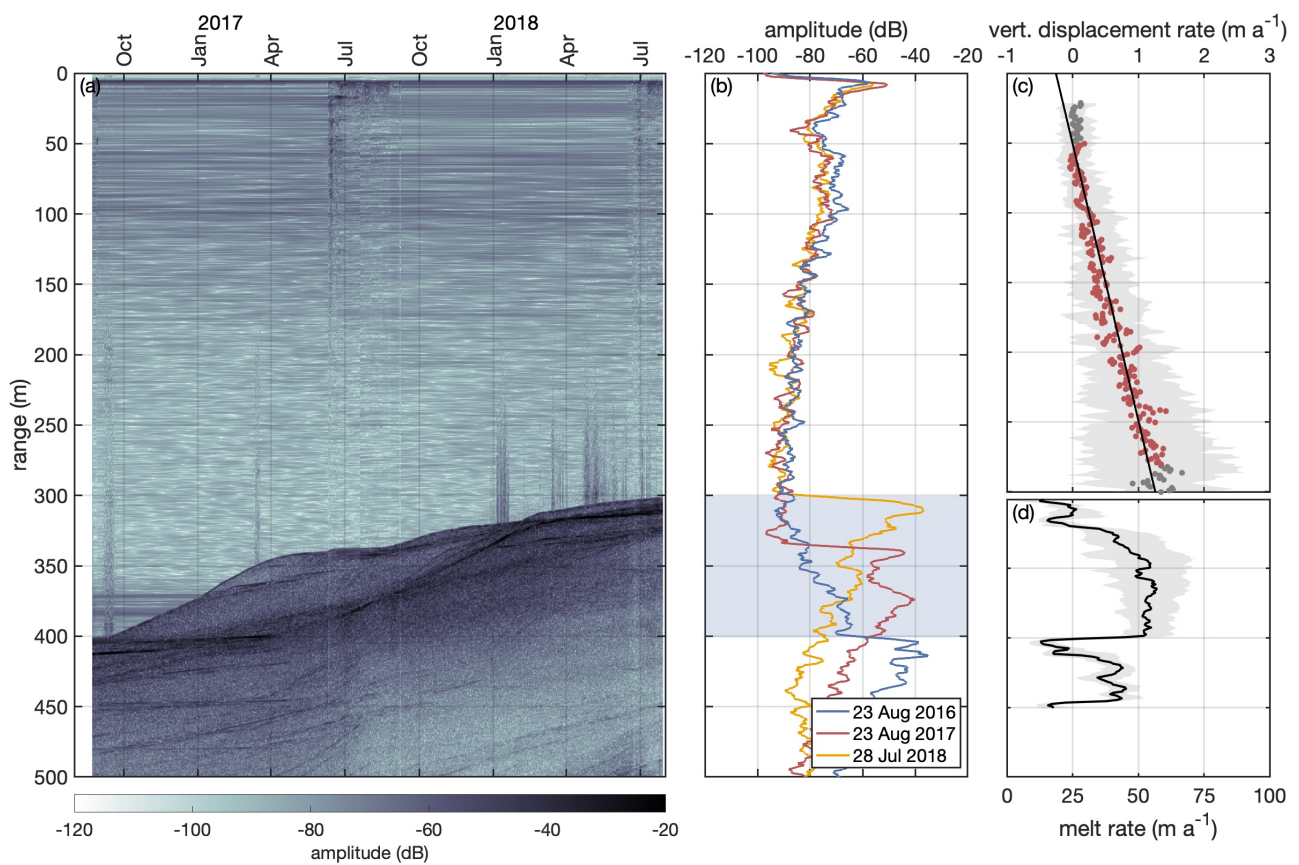 2017 2018
Oct Jan Apr Jul Oct Jan Apr Jul
(a)
0
50
100
150
200
250
300
350
400
450
500
range (m)
-120 -100 -80 -60 -40 -20
amplitude (dB)
amplitude (dB)
-120 -100 -80 -60 -40 -20
(b)
23 Aug 2016
23 Aug 2017
28 Jul 2018
vert. displacement rate (m a⁻¹)
-1 0 1 2 3
(c)
(d)
0 25 50 75 100
melt rate (m a⁻¹)